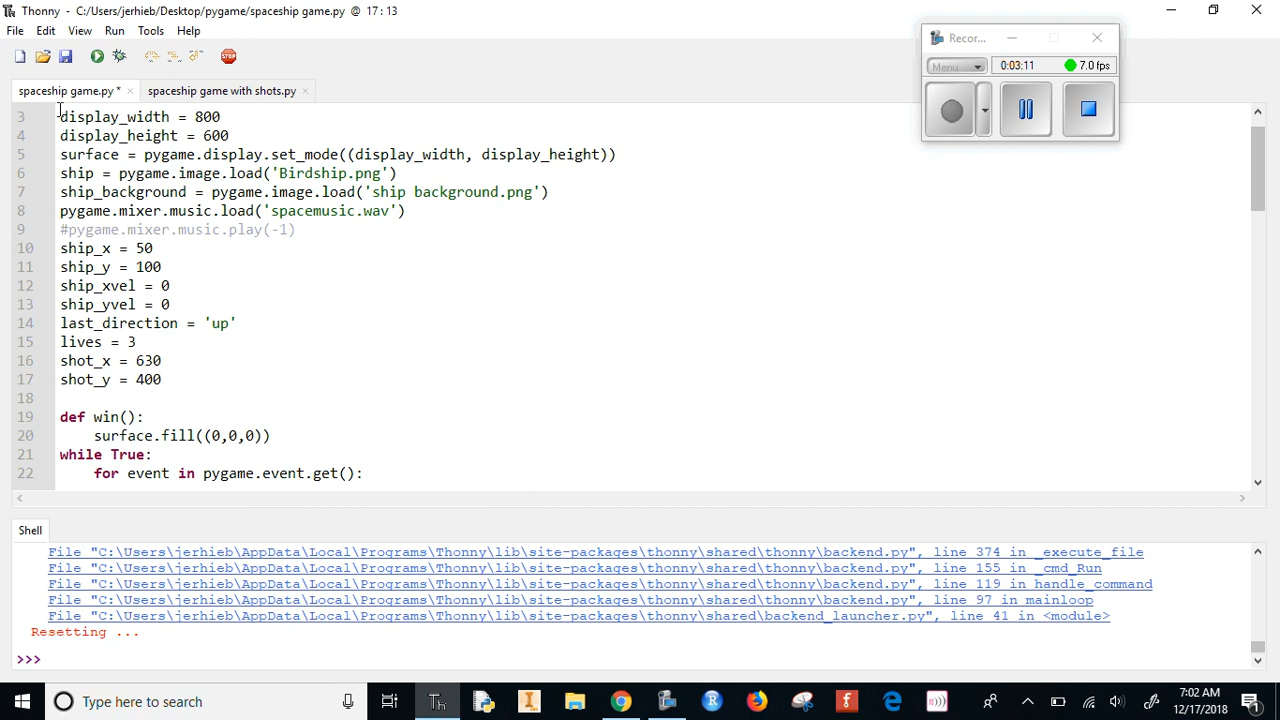 Thonny - C:/Users/jerhieb/Desktop/pygame/spaceship game.py @ 17 : 13
File Edit View Run Tools Help
STOP
Recor...
Menu 0:03:11 7.0 fps
spaceship game.py * × spaceship game with shots.py ×
3 display_width = 800
4 display_height = 600
5 surface = pygame.display.set_mode((display_width, display_height))
6 ship = pygame.image.load('Birdship.png')
7 ship_background = pygame.image.load('ship background.png')
8 pygame.mixer.music.load('spacemusic.wav')
9 #pygame.mixer.music.play(-1)
10 ship_x = 50
11 ship_y = 100
12 ship_xvel = 0
13 ship_yvel = 0
14 last_direction = 'up'
15 lives = 3
16 shot_x = 630
17 shot_y = 400
18
19 def win():
20 surface.fill((0,0,0))
21 while True:
22 for event in pygame.event.get():
Shell
File "C:\Users\jerhieb\AppData\Local\Programs\Thonny\lib\site-packages\thonny\shared\thonny\backend.py", line 374 in _execute_file
File "C:\Users\jerhieb\AppData\Local\Programs\Thonny\lib\site-packages\thonny\shared\thonny\backend.py", line 155 in _cmd_Run
File "C:\Users\jerhieb\AppData\Local\Programs\Thonny\lib\site-packages\thonny\shared\thonny\backend.py", line 119 in handle_command
File "C:\Users\jerhieb\AppData\Local\Programs\Thonny\lib\site-packages\thonny\shared\thonny\backend.py", line 97 in mainloop
File "C:\Users\jerhieb\AppData\Local\Programs\Thonny\lib\site-packages\thonny\shared\backend_launcher.py", line 41 in <module>
Resetting ...
>>>
Type here to search
7:02 AM
12/17/2018